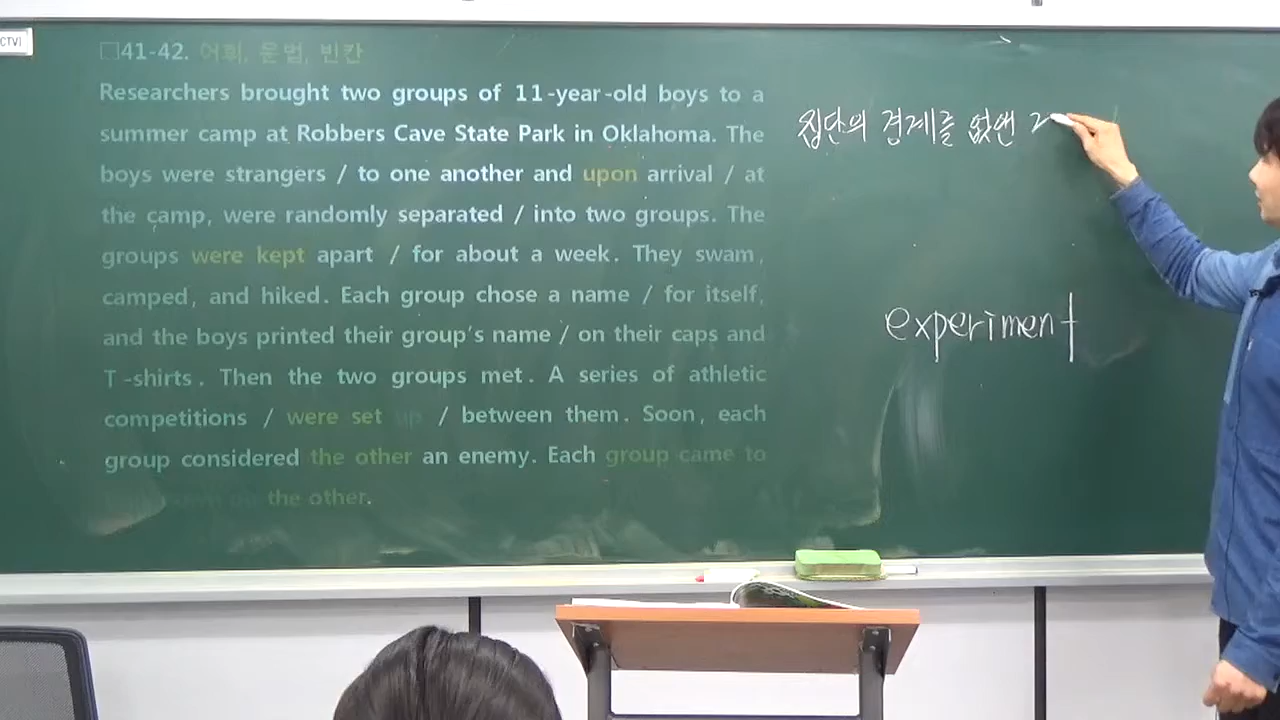 CTV)
□41-42. 어휘, 문법, 빈칸
Researchers brought two groups of 11-year-old boys to a
summer camp at Robbers Cave State Park in Oklahoma. The
boys were strangers / to one another and upon arrival / at
the camp, were randomly separated / into two groups. The
groups were kept apart / for about a week. They swam,
camped, and hiked. Each group chose a name / for itself,
and the boys printed their group's name / on their caps and
T-shirts. Then the two groups met. A series of athletic
competitions / were set up / between them. Soon, each
group considered the other an enemy. Each group came to
the other.
집단의 경계를 없앤
experiment